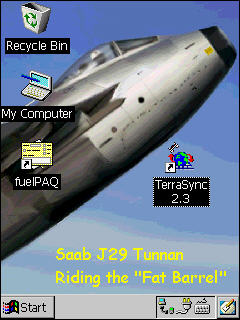 Recycle Bin
My Computer
fuelPAQ
TerraSync
2.3
Saab J29 Tunnan
Riding the "Fat Barrel"
Start